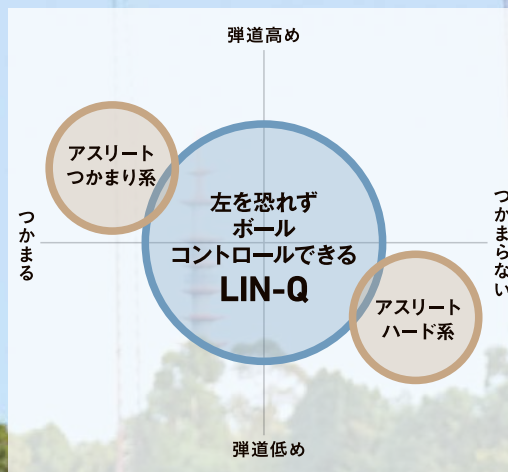 弾道高め
アスリート
つかまり系
つかまる
左を恐れず
ボール
コントロールできる
LIN-Q
つかまらない
アスリート
ハード系
弾道低め